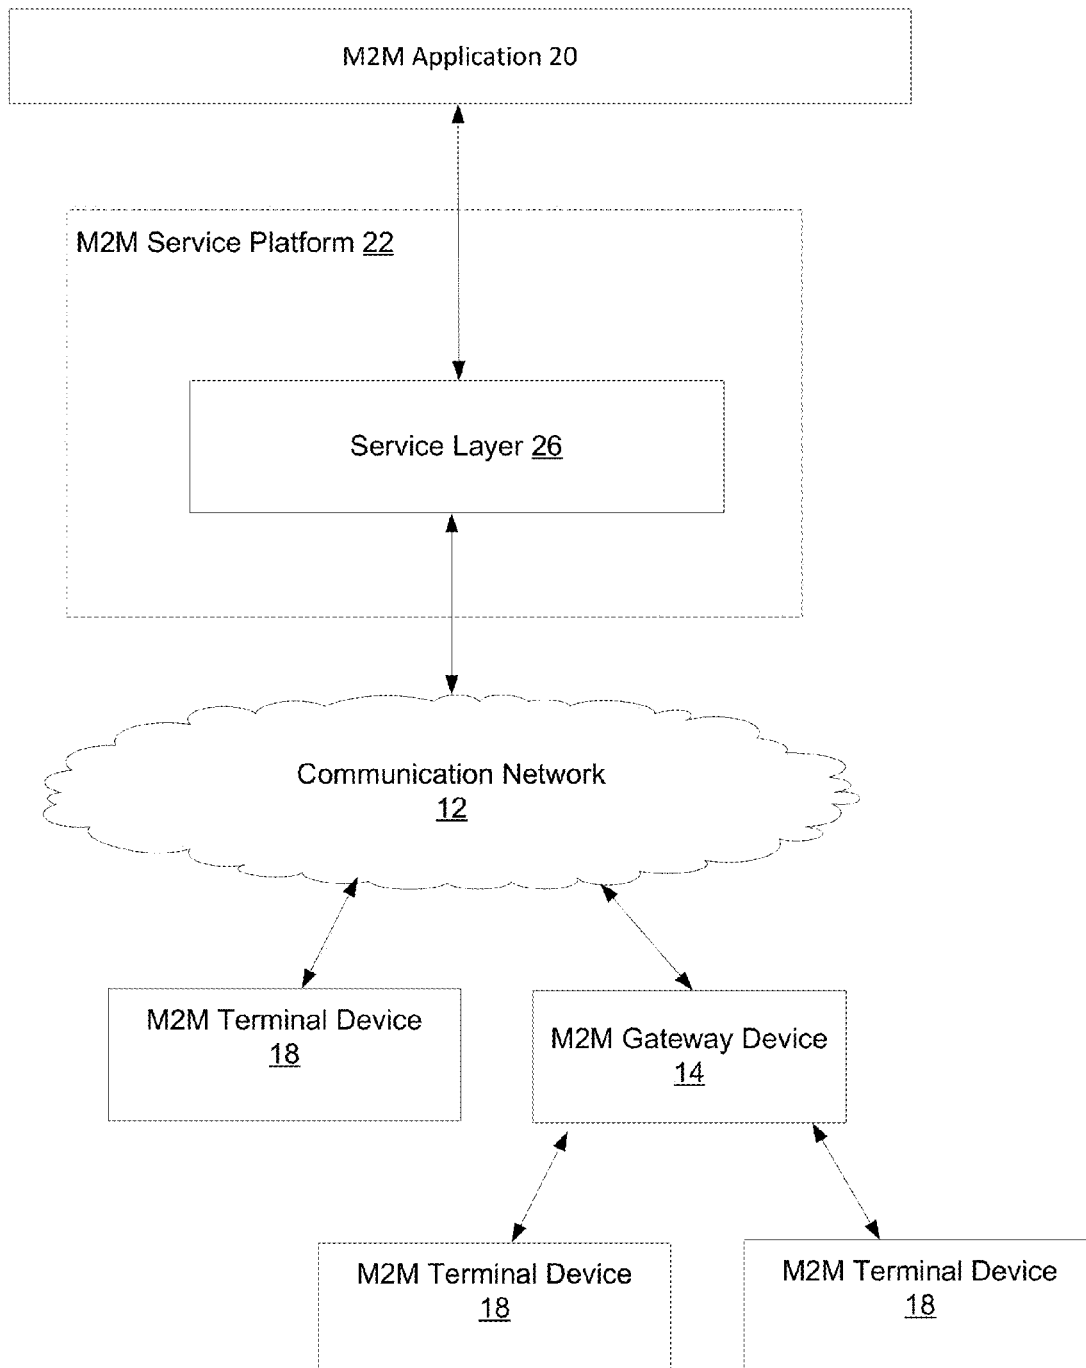 M2M Application 20
M2M Service Platform 22
Service Layer 26
Communication Network
12
M2M Terminal Device
18
M2M Gateway Device
14
M2M Terminal Device
18
M2M Terminal Device
18